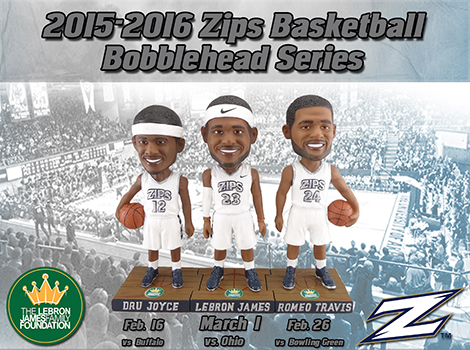 2015-2016 Zips Basketball
Bobblehead Series
ZIPS
12
ZIPS
23
ZIPS
24
DRU JOYCE
LEBRON JAMES
ROMEO TRAVIS
Feb. 16
vs Buffalo
March 1
vs. Ohio
Feb. 26
vs Bowling Green
THE LEBRON
JAMES FAMILY
FOUNDATION
Z
TM